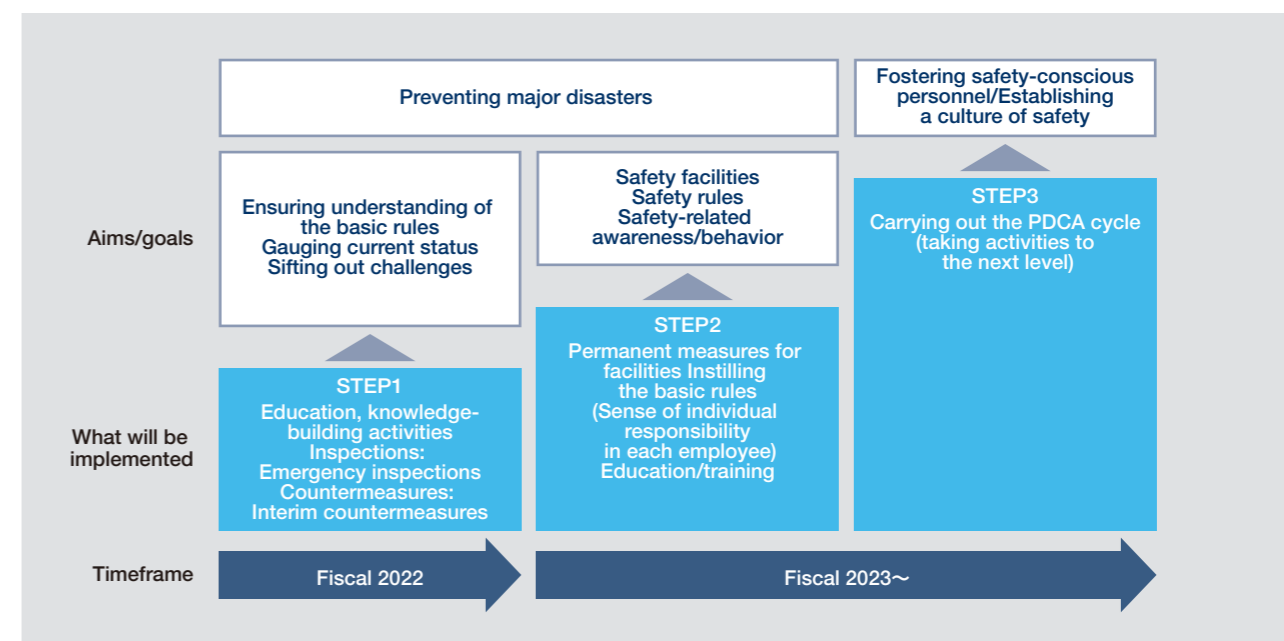 Preventing major disasters
Fostering safety-conscious
personnel/Establishing
a culture of safety
Aims/goals
Ensuring understanding of
the basic rules
Gauging current status
Sifting out challenges
Safety facilities
Safety rules
Safety-related
awareness/behavior
What will be
implemented
STEP1
Education, knowledge-
building activities
Inspections:
Emergency inspections
Countermeasures:
Interim countermeasures
STEP2
Permanent measures for
facilities Instilling
the basic rules
(Sense of individual
responsibility
in each employee)
Education/training
STEP3
Carrying out the PDCA cycle
(taking activities to
the next level)
Timeframe
Fiscal 2022
Fiscal 2023～